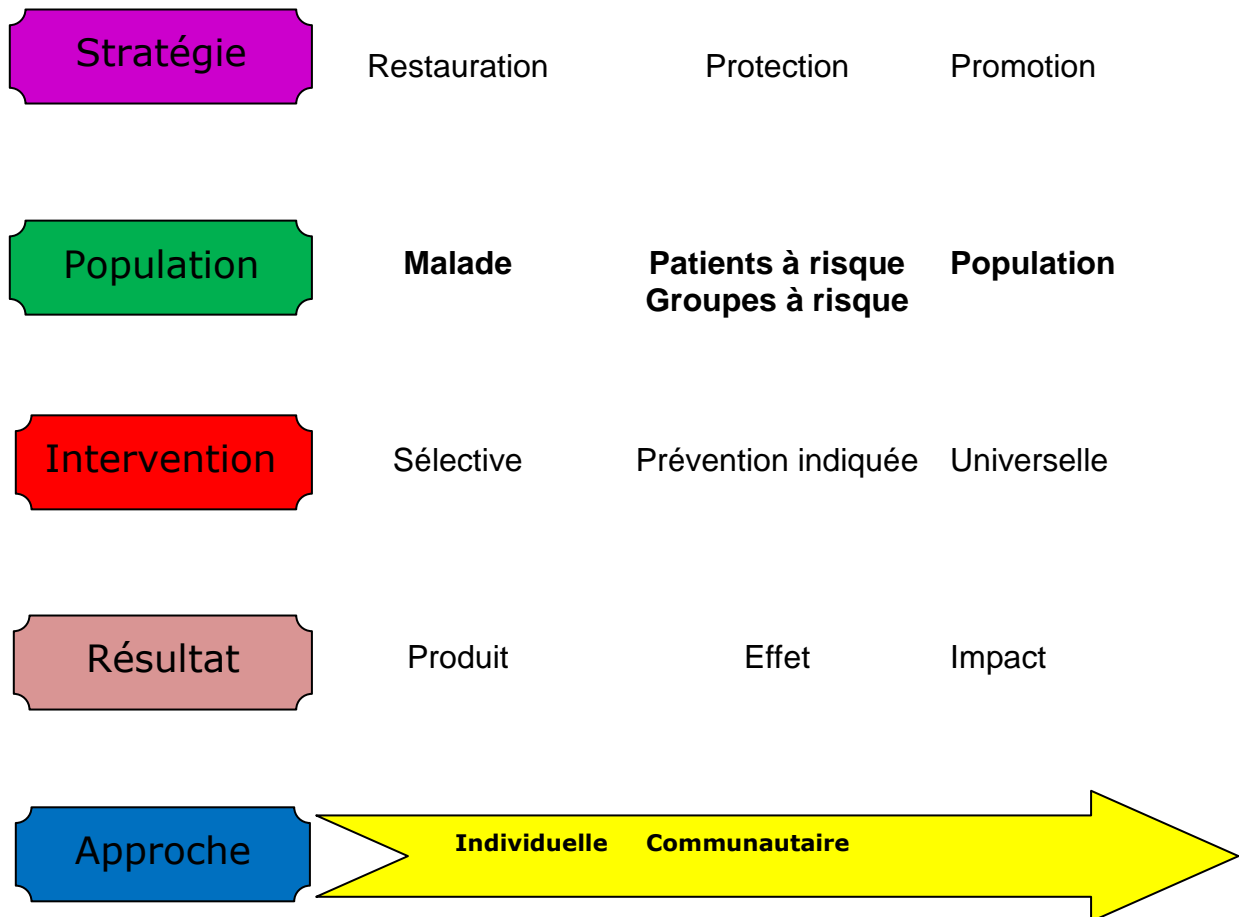 Stratégie Restauration Protection Promotion
Population Malade Patients à risque Population
Groupes à risque
Intervention Sélective Prévention indiquée Universelle
Résultat Produit Effet Impact
Approche Individuelle Communautaire